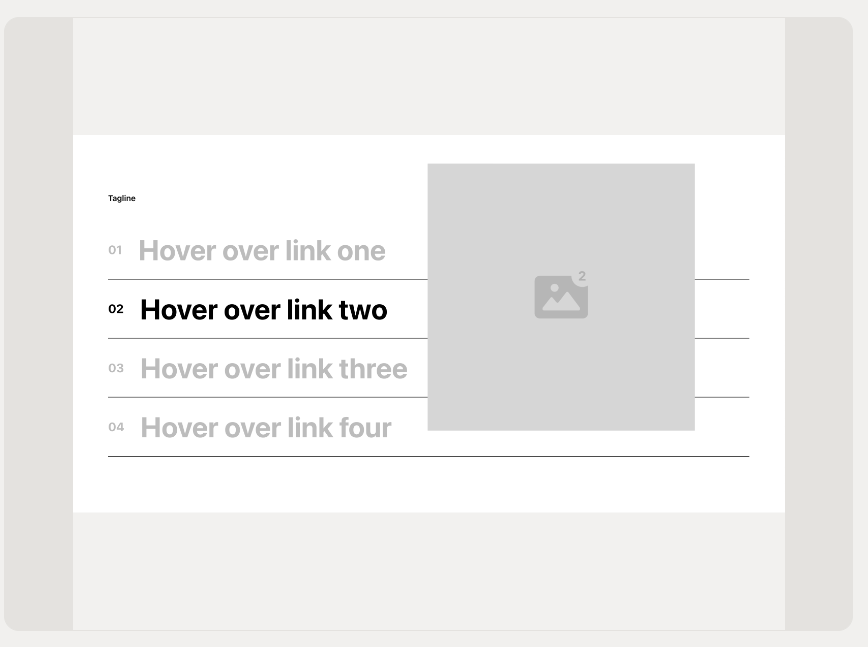 Tagline
01 Hover over link one
02 Hover over link two
03 Hover over link three
04 Hover over link four
2